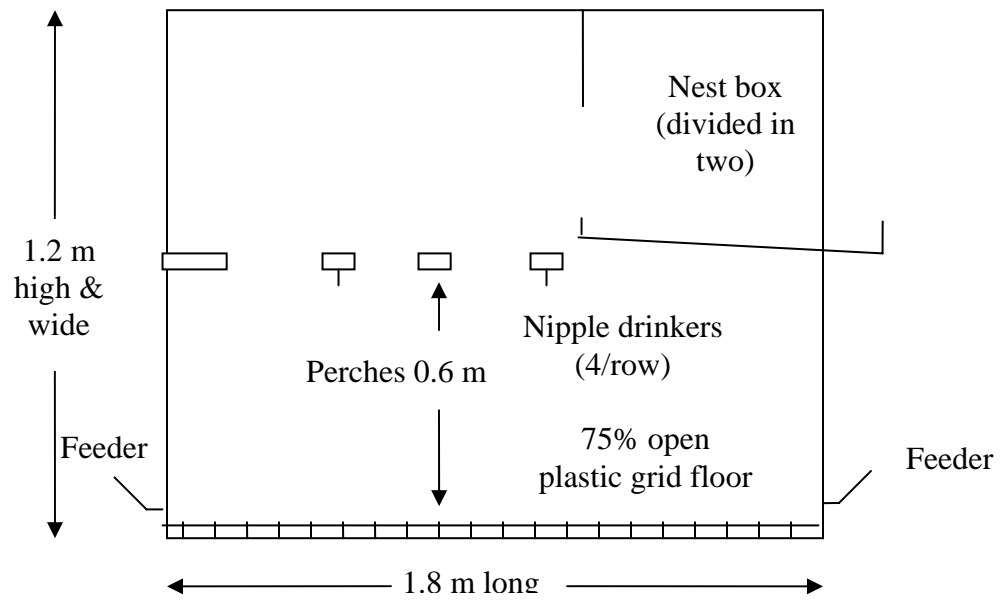 Nest box
(divided in
two)
1.2 m
high &
wide
Nipple drinkers
(4/row)
Perches 0.6 m
75% open
plastic grid floor
Feeder
Feeder
1.8 m long